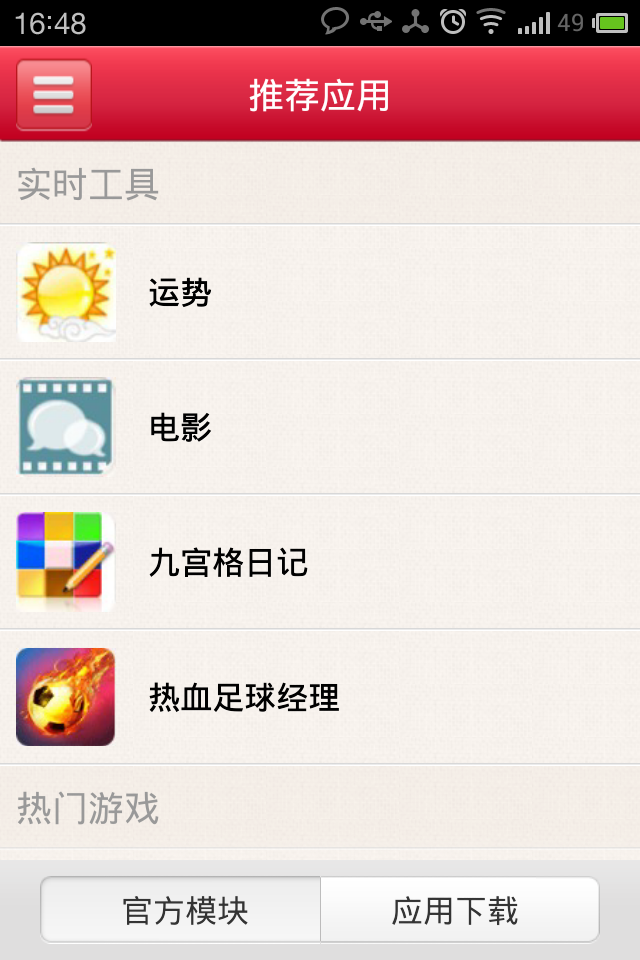 16:48
49
推荐应用
实时工具
运势
电影
九宫格日记
热血足球经理
热门游戏
官方模块
应用下载